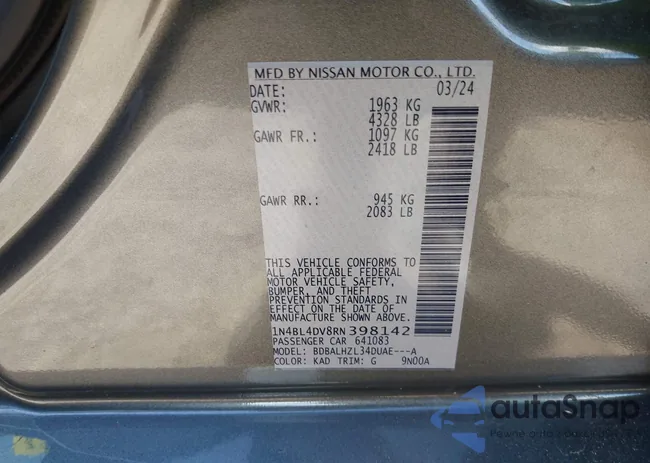 MFD BY NISSAN MOTOR CO., LTD.
DATE: 03/24
GVWR: 1963 KG
4328 LB
GAWR FR.: 1097 KG
2418 LB
GAWR RR.: 945 KG
2083 LB
THIS VEHICLE CONFORMS TO
ALL APPLICABLE FEDERAL
MOTOR VEHICLE SAFETY,
BUMPER, AND THEFT
PREVENTION STANDARDS IN
EFFECT ON THE DATE OF
MANUFACTURE SHOWN ABOVE.
1N4BL4DV8RN398142
PASSENGER CAR 641083
MODEL: BDBALHZL34DUAE---A
COLOR: KAD TRIM: G 9N00A
autaSnap